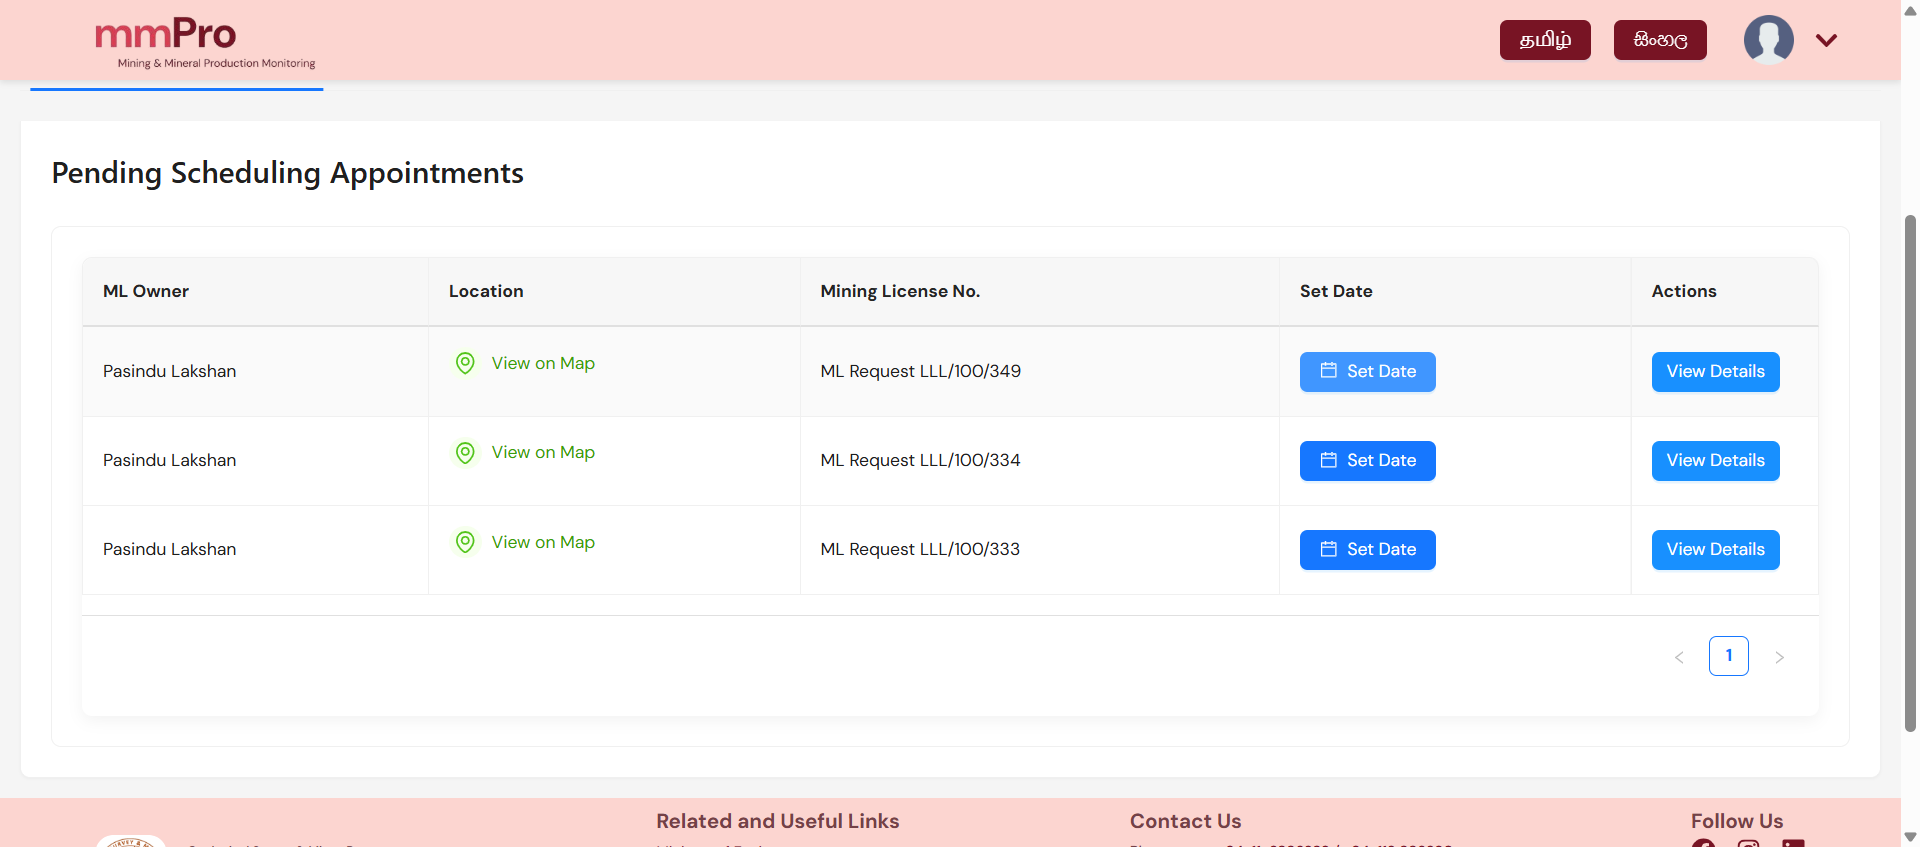 mmPro
Mining & Mineral Production Monitoring
தமிழ்
සිංහල
Pending Scheduling Appointments
ML Owner
Location
Mining License No.
Set Date
Actions
Pasindu Lakshan
View on Map
ML Request LLL/100/349
Set Date
View Details
Pasindu Lakshan
View on Map
ML Request LLL/100/334
Set Date
View Details
Pasindu Lakshan
View on Map
ML Request LLL/100/333
Set Date
View Details
1
Related and Useful Links
Contact Us
Follow Us